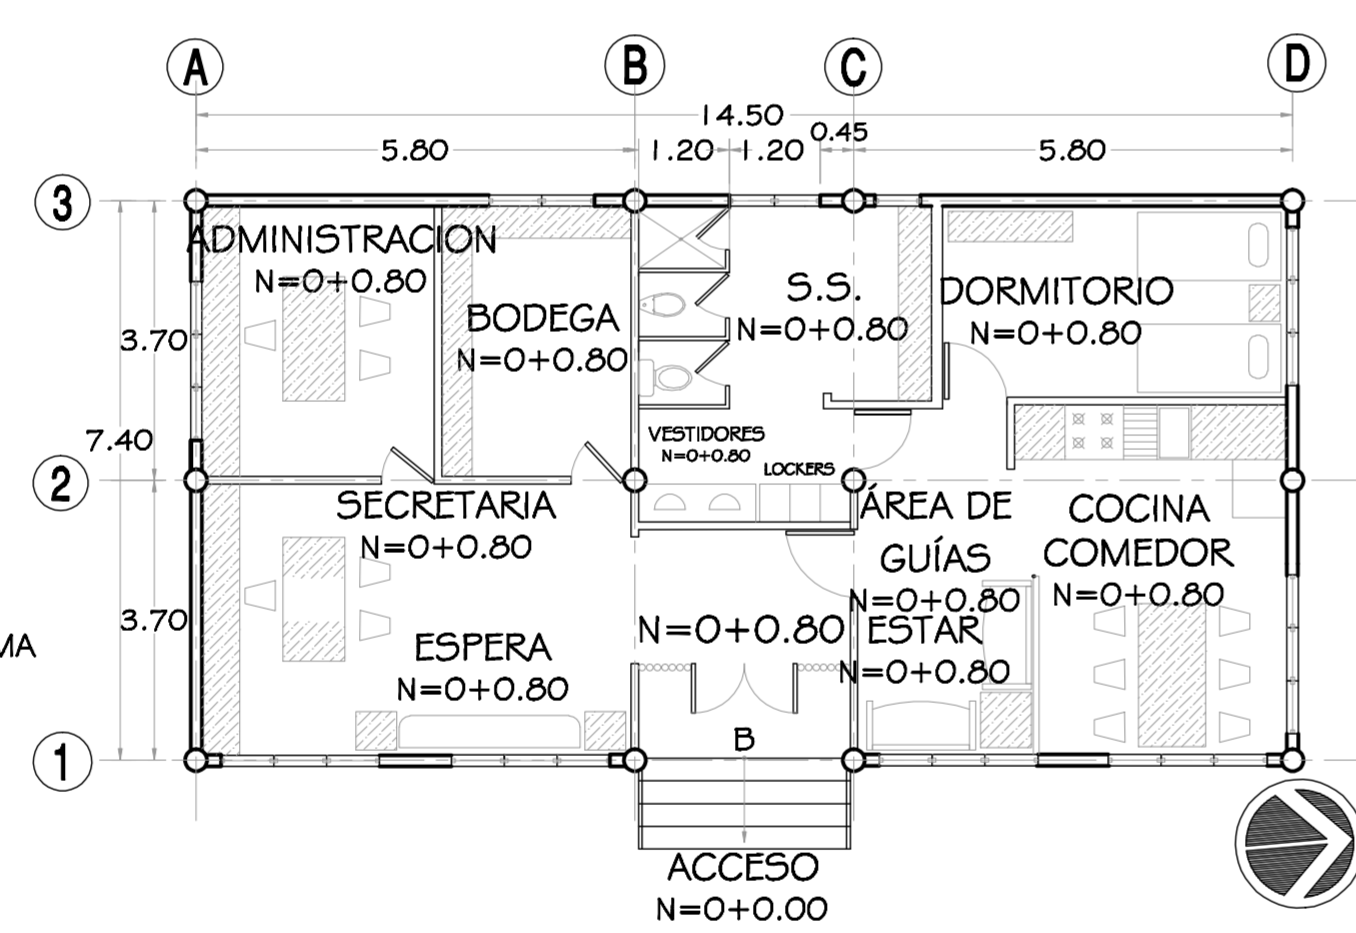 A B C D
14.50
0.45
5.80 1.20 1.20 5.80
3
ADMINISTRACION
N=0+0.80
BODEGA
N=0+0.80
S.S.
N=0+0.80
DORMITORIO
N=0+0.80
3.70
7.40
VESTIDORES
N=0+0.80
LOCKERS
2
SECRETARIA
N=0+0.80
ÁREA DE
GUÍAS
N=0+0.80
COCINA
COMEDOR
N=0+0.80
3.70
MA
ESPERA
N=0+0.80
N=0+0.80
ESTAR
N=0+0.80
1
B
ACCESO
N=0+0.00